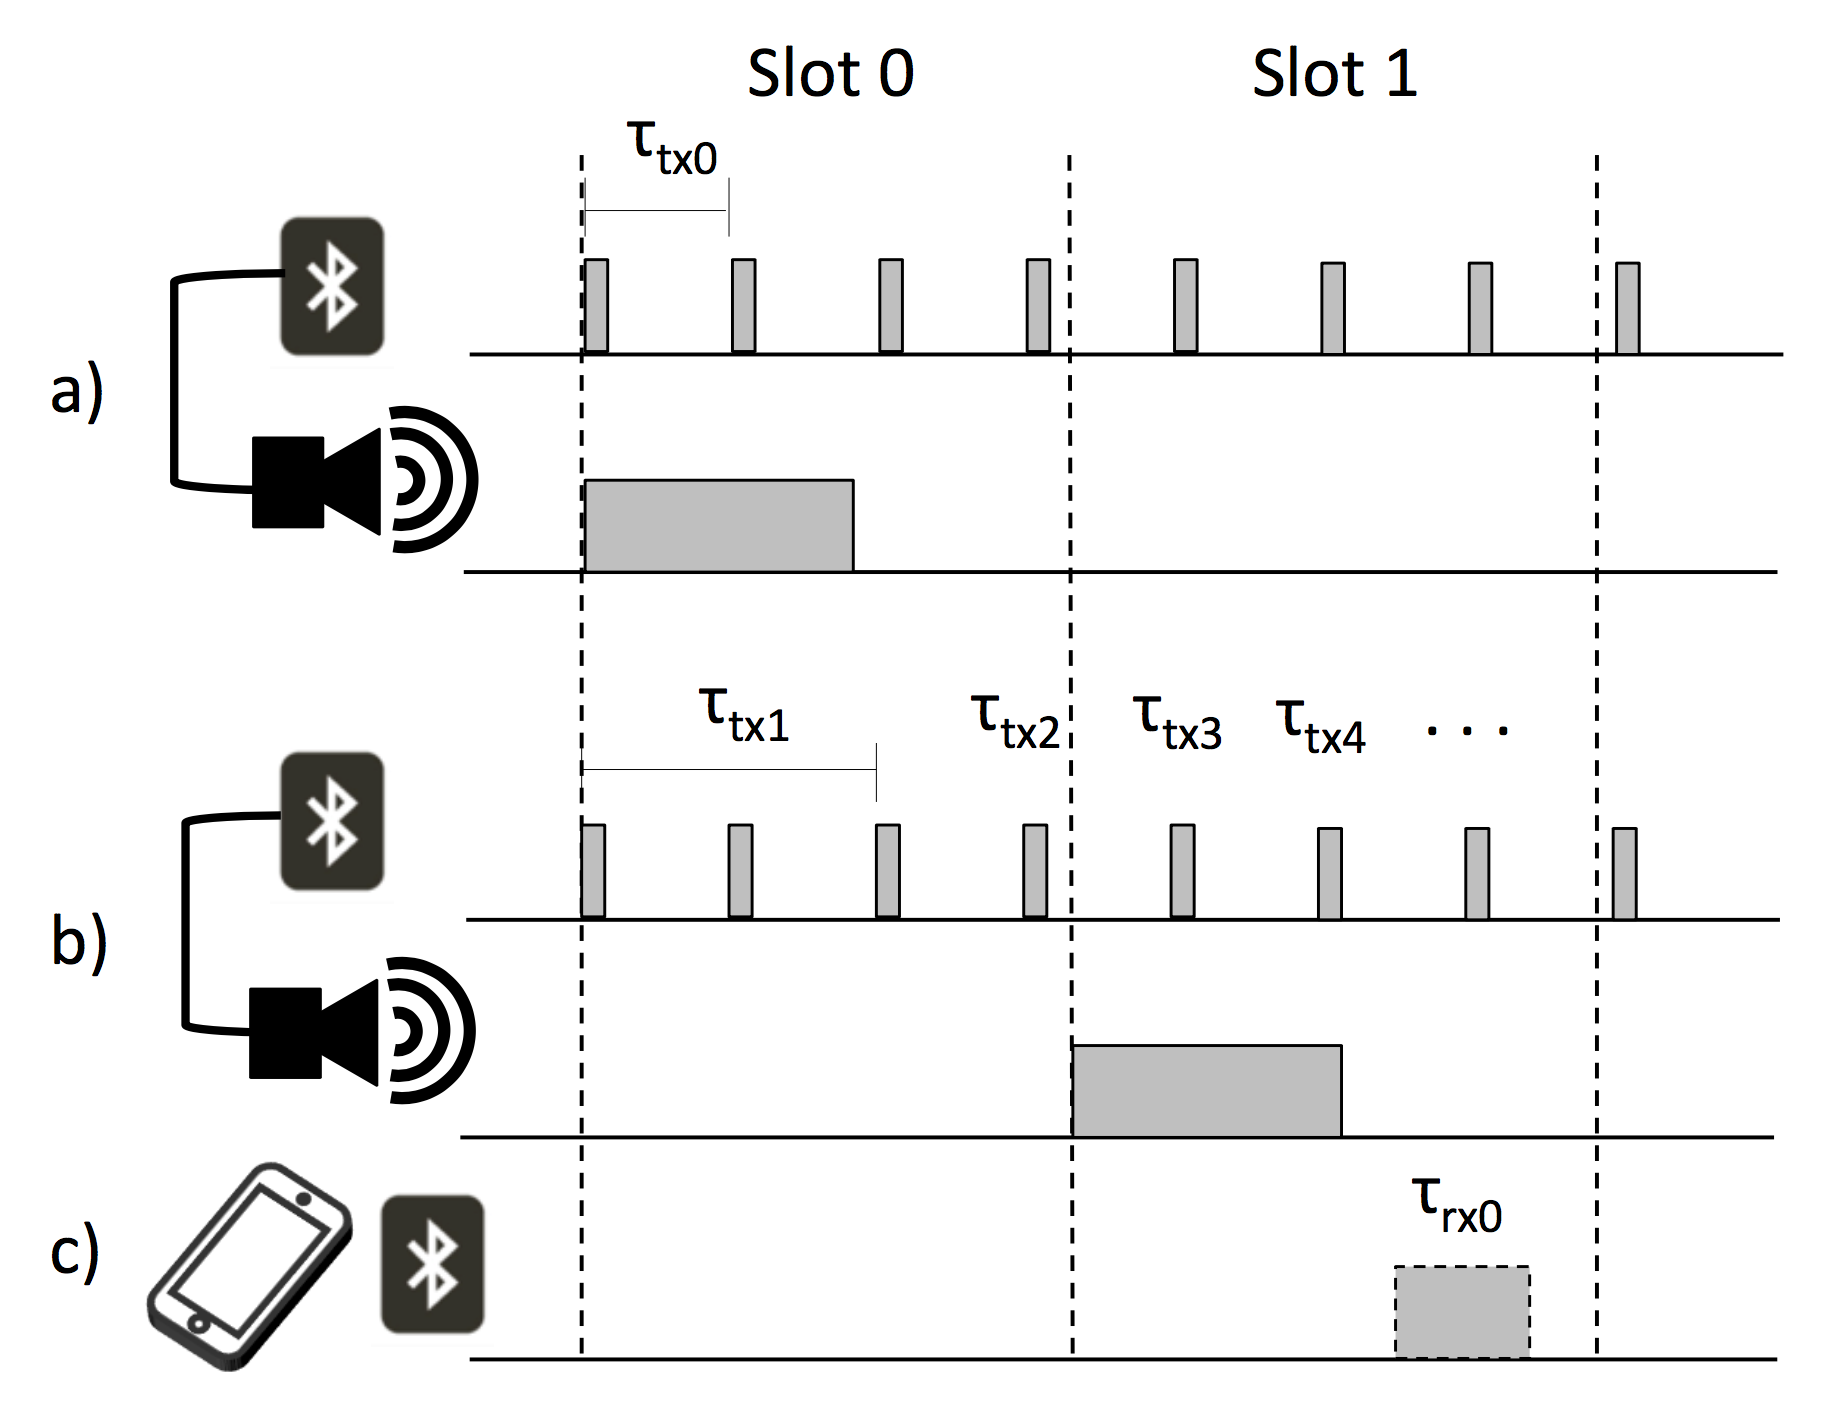 Slot 0 Slot 1
τtx0
a)
τtx1 τtx2 τtx3 τtx4 . . .
b)
τrx0
c)